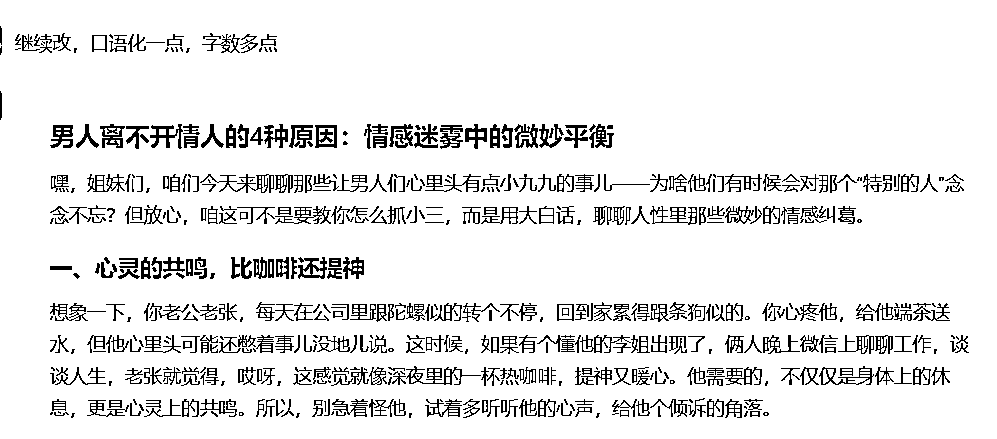 继续改，口语化一点，字数多点
男人离不开情人的4种原因：情感迷雾中的微妙平衡
嘿，姐妹们，咱们今天来聊聊那些让男人们心里头有点小九九的事儿——为啥他们有时候会对那个“特别的人”念
念不忘？但放心，咱这可不是要教你怎么抓小三，而是用大白话，聊聊人性里那些微妙的情感纠葛。
一、心灵的共鸣，比咖啡还提神
想象一下，你老公老张，每天在公司里跟陀螺似的转个不停，回到家累得跟条狗似的。你心疼他，给他端茶送
水，但他心里头可能还憋着事儿没地儿说。这时候，如果有个懂他的李姐出现了，俩人晚上微信上聊聊工作，谈
谈人生，老张就觉得，哎呀，这感觉就像深夜里的一杯热咖啡，提神又暖心。他需要的，不仅仅是身体上的休
息，更是心灵上的共鸣。所以，别急着怪他，试着多听听他的心声，给他个倾诉的角落。